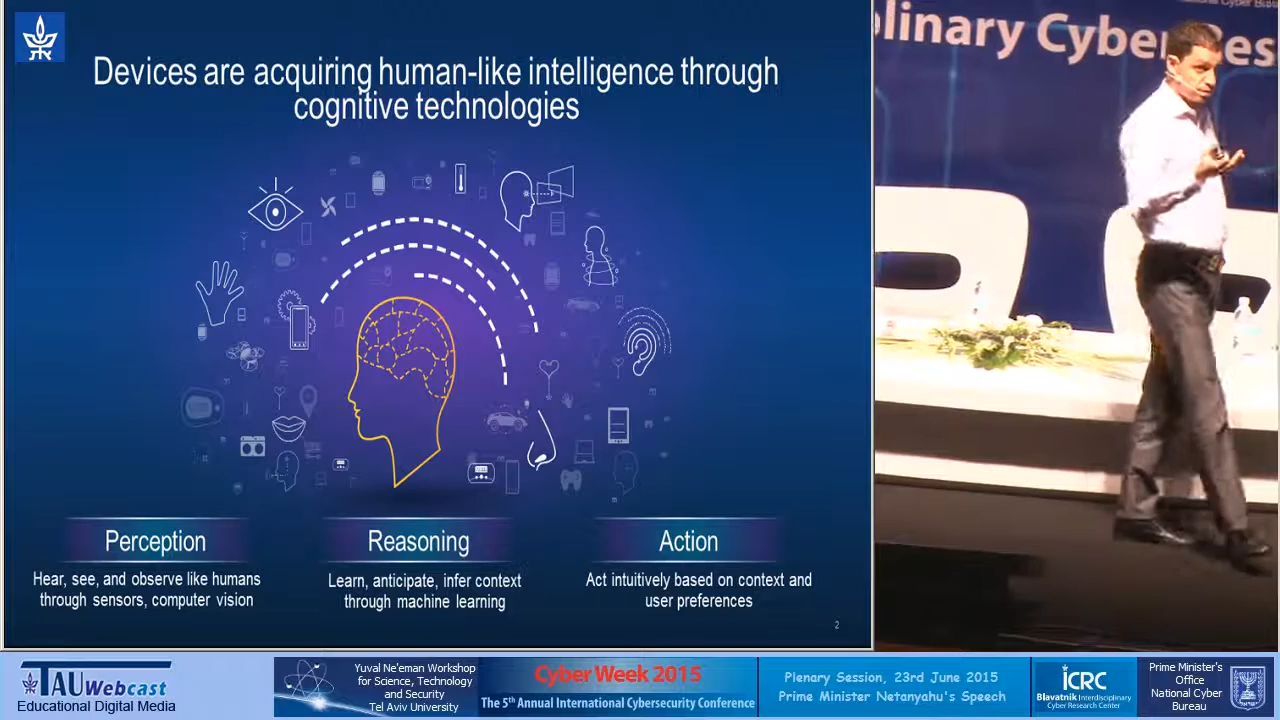 Devices are acquiring human-like intelligence through
cognitive technologies
Perception
Hear, see, and observe like humans
through sensors, computer vision
Reasoning
Learn, anticipate, infer context
through machine learning
Action
Act intuitively based on context and
user preferences
2
linary Cyber Res
TAU Webcast
Educational Digital Media
Yuval Ne'eman Workshop
for Science, Technology
and Security
Tel Aviv University
Cyber Week 2015
The 5th Annual International Cybersecurity Conference
Plenary Session, 23rd June 2015
Prime Minister Netanyahu's Speech
ICRC
Blavatnik Interdisciplinary
Cyber Research Center
Prime Minister's
Office
National Cyber
Bureau